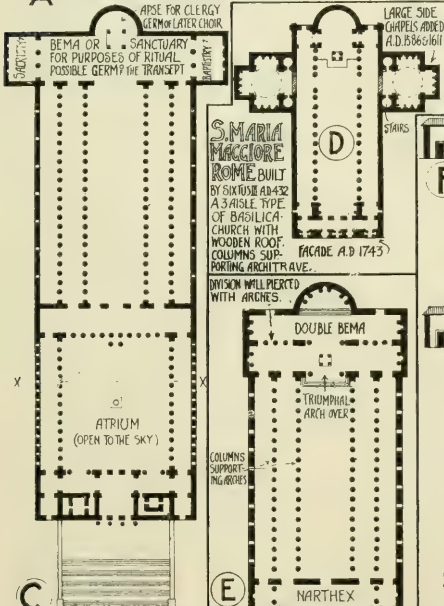 A
APSE FOR CLERGY
GERM OF LATER CHOIR
BEMA OR SANCTUARY
FOR PURPOSES OF RITUAL
POSSIBLE GERM OF THE TRANSEPT
SACRISTY?
BAPTISTRY?
ATRIUM
(OPEN TO THE SKY)
X
X
C
LARGE SIDE
CHAPELS ADDED
A.D.1586&1611
STAIRS
D
S. MARIA
MAGGIORE
ROME BUILT
BY SIXTUS III A.D 432
A 3 AISLE TYPE
OF BASILICA-
CHURCH WITH
WOODEN ROOF.
COLUMNS SUP-
PORTING ARCHITRAVE.
FACADE A.D 1743
DIVISION WALL PIERCED
WITH ARCHES.
DOUBLE BEMA
TRIUMPHAL
ARCH OVER
COLUMNS
SUPPORT-
ING ARCHES
NARTHEX
E